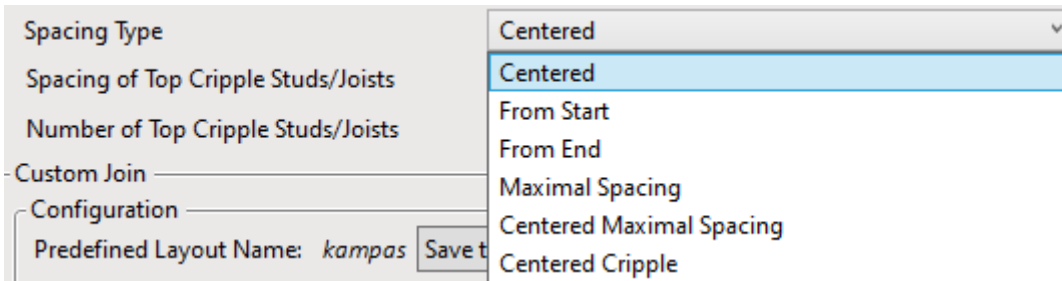 Spacing Type Centered
Centered
Spacing of Top Cripple Studs/Joists
From Start
Number of Top Cripple Studs/Joists
From End
Custom Join
Maximal Spacing
Configuration
Centered Maximal Spacing
Predefined Layout Name: kampas Save t
Centered Cripple